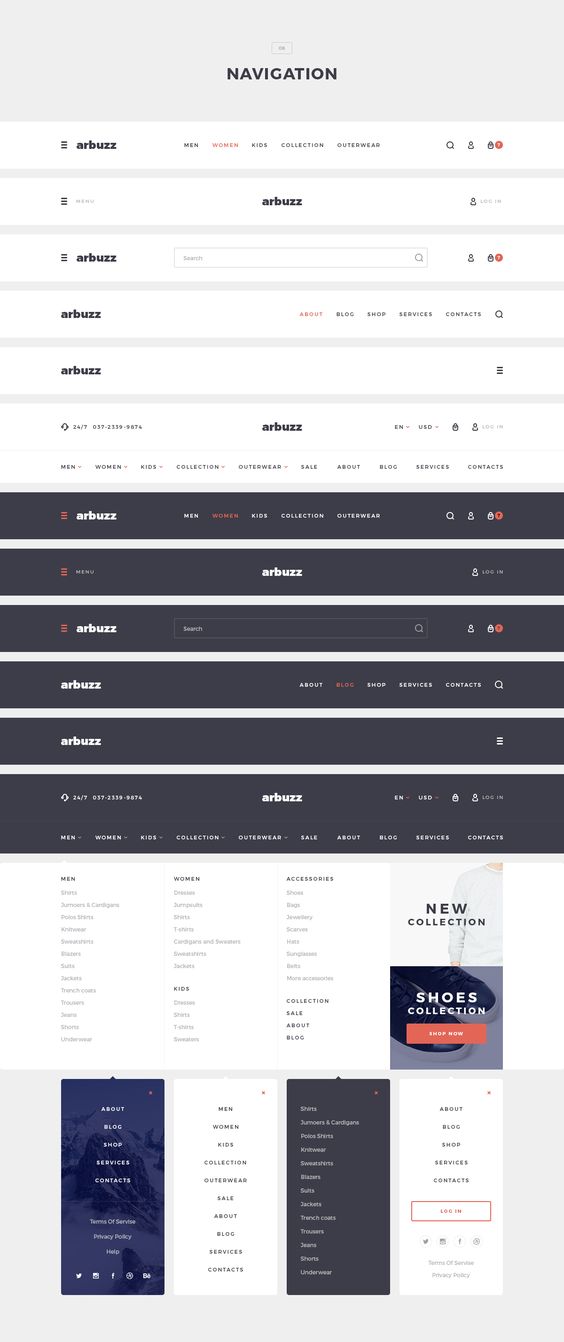 08
NAVIGATION
arbuzz MEN WOMEN KIDS COLLECTION OUTERWEAR 7
MENU arbuzz LOG IN
arbuzz Search 7
arbuzz ABOUT BLOG SHOP SERVICES CONTACTS
arbuzz
24/7 037-2339-9874 arbuzz EN USD LOG IN
MEN WOMEN KIDS COLLECTION OUTERWEAR SALE ABOUT BLOG SERVICES CONTACTS
arbuzz MEN WOMEN KIDS COLLECTION OUTERWEAR 7
MENU arbuzz LOG IN
arbuzz Search 7
arbuzz ABOUT BLOG SHOP SERVICES CONTACTS
arbuzz
24/7 037-2339-9874 arbuzz EN USD LOG IN
MEN WOMEN KIDS COLLECTION OUTERWEAR SALE ABOUT BLOG SERVICES CONTACTS
MEN
Shirts
Jumoers & Cardigans
Polos Shirts
Knitwear
Sweatshirts
Blazers
Suits
Jackets
Trench coats
Trousers
Jeans
Shorts
Underwear
WOMEN
Dresses
Jumpsuits
Shirts
T-shirts
Cardigans and Sweaters
Sweatshirts
Jackets
KIDS
Dresses
Shirts
T-shirts
Sweaters
ACCESSORIES
Shoes
Bags
Jewellery
Scarves
Hats
Sunglasses
Belts
More accessories
COLLECTION
SALE
ABOUT
BLOG
NEW
COLLECTION
SHOES
COLLECTION
SHOP NOW
ABOUT
BLOG
SHOP
SERVICES
CONTACTS
Terms Of Servise
Privacy Policy
Help
Bē
MEN
WOMEN
KIDS
COLLECTION
OUTERWEAR
SALE
ABOUT
BLOG
SERVICES
CONTACTS
Shirts
Jumoers & Cardigans
Polos Shirts
Knitwear
Sweatshirts
Blazers
Suits
Jackets
Trench coats
Trousers
Jeans
Shorts
Underwear
ABOUT
BLOG
SHOP
SERVICES
CONTACTS
LOG IN
Terms Of Servise
Privacy Policy